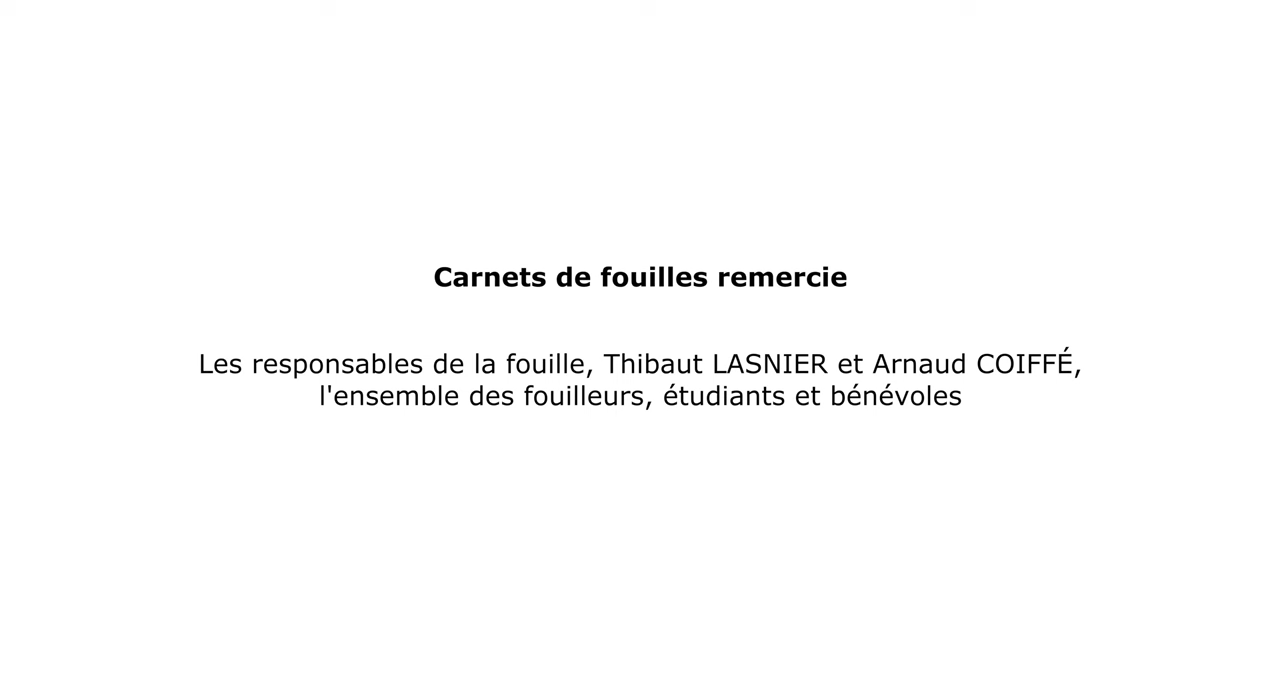 Carnets de fouilles remercie
Les responsables de la fouille, Thibaut LASNIER et Arnaud COIFFÉ,
l'ensemble des fouilleurs, étudiants et bénévoles